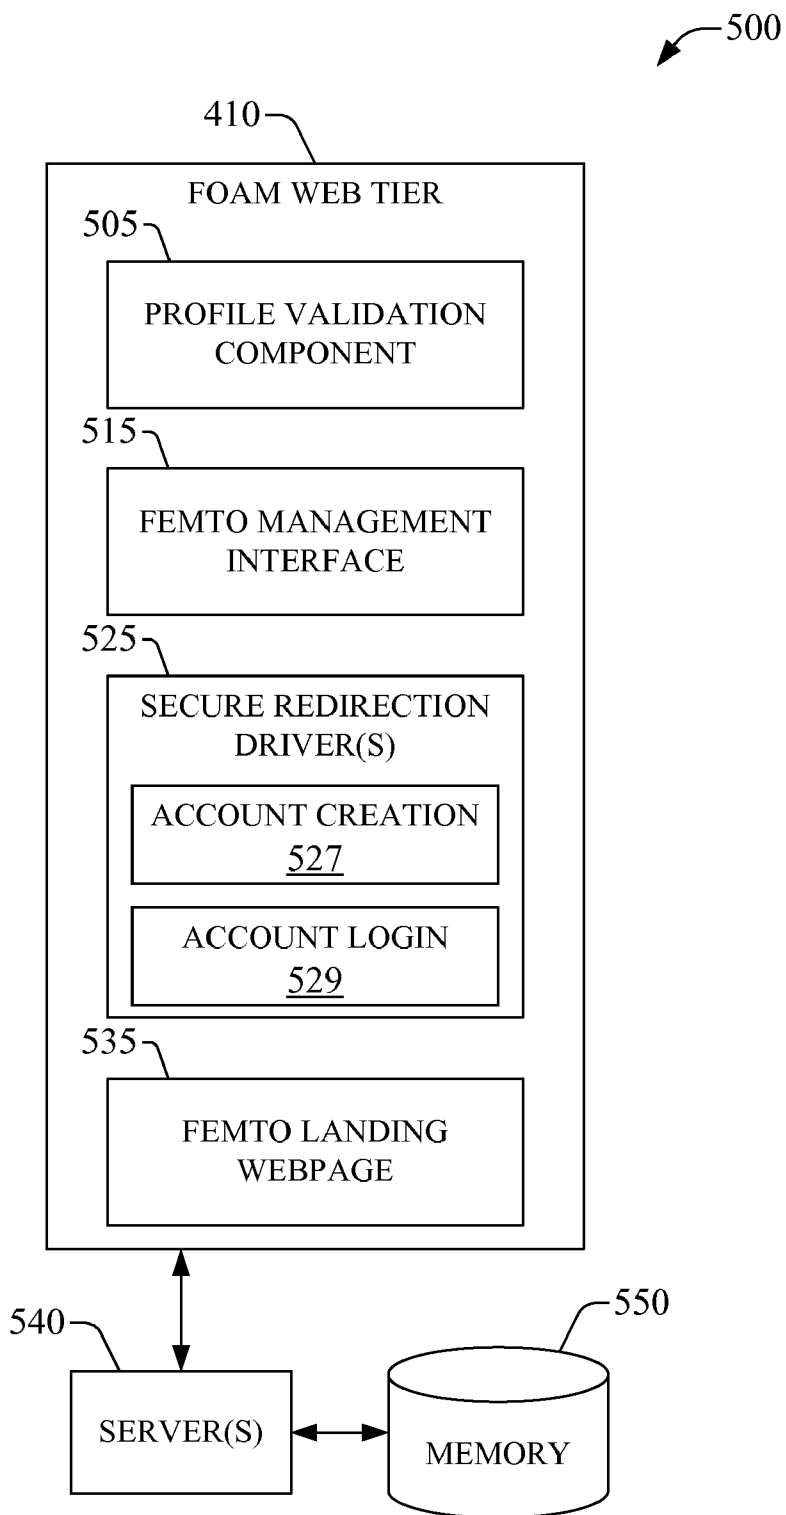 500
410
FOAM WEB TIER
505
PROFILE VALIDATION
COMPONENT
515
FEMTO MANAGEMENT
INTERFACE
525
SECURE REDIRECTION
DRIVER(S)
ACCOUNT CREATION
527
ACCOUNT LOGIN
529
535
FEMTO LANDING
WEBPAGE
540
SERVER(S)
550
MEMORY